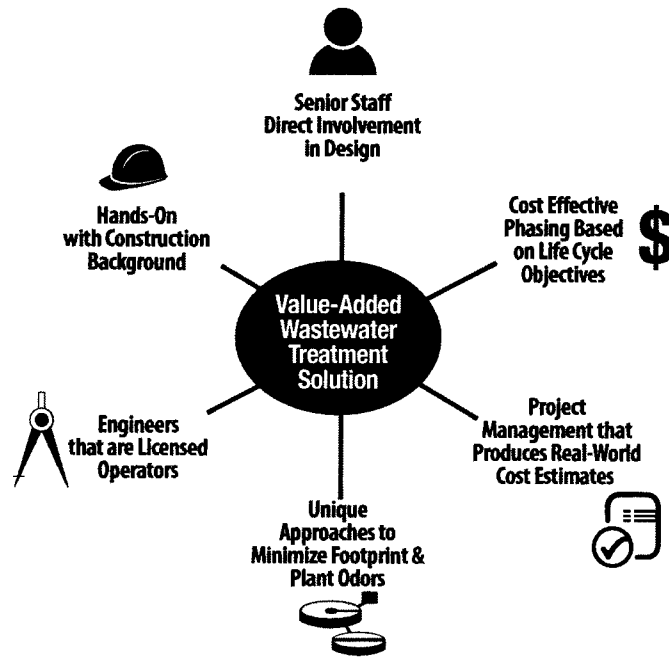 Senior Staff
Direct Involvement
in Design
Hands-On
with Construction
Background
Cost Effective
Phasing Based
on Life Cycle
Objectives
$
Value-Added
Wastewater
Treatment
Solution
Engineers
that are Licensed
Operators
Project
Management that
Produces Real-World
Cost Estimates
Unique
Approaches to
Minimize Footprint &
Plant Odors